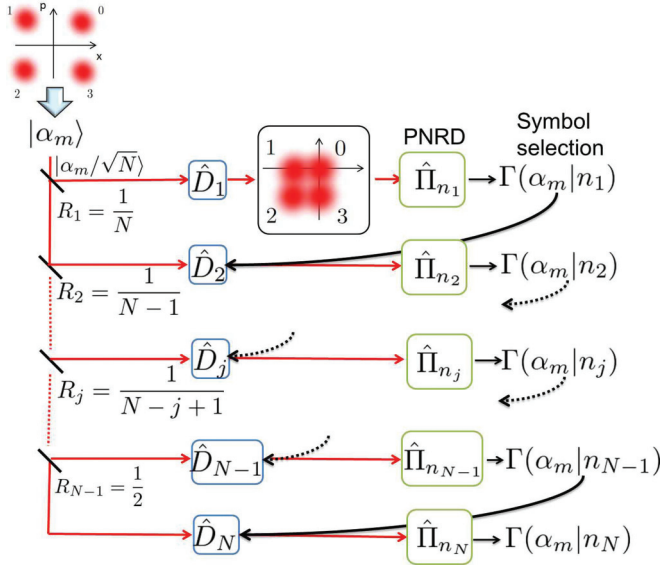 1 p 0
x
2 3
|α_m⟩
|α_m/√N⟩
R_1 = 1/N
D̂_1
1 0
2 3
PNRD
Π̂_{n_1}
Symbol
selection
Γ(α_m|n_1)
R_2 = 1/(N − 1)
D̂_2
Π̂_{n_2}
Γ(α_m|n_2)
R_j = 1/(N − j + 1)
D̂_j
Π̂_{n_j}
Γ(α_m|n_j)
R_{N−1} = 1/2
D̂_{N−1}
Π̂_{n_{N−1}}
Γ(α_m|n_{N−1})
D̂_N
Π̂_{n_N}
Γ(α_m|n_N)